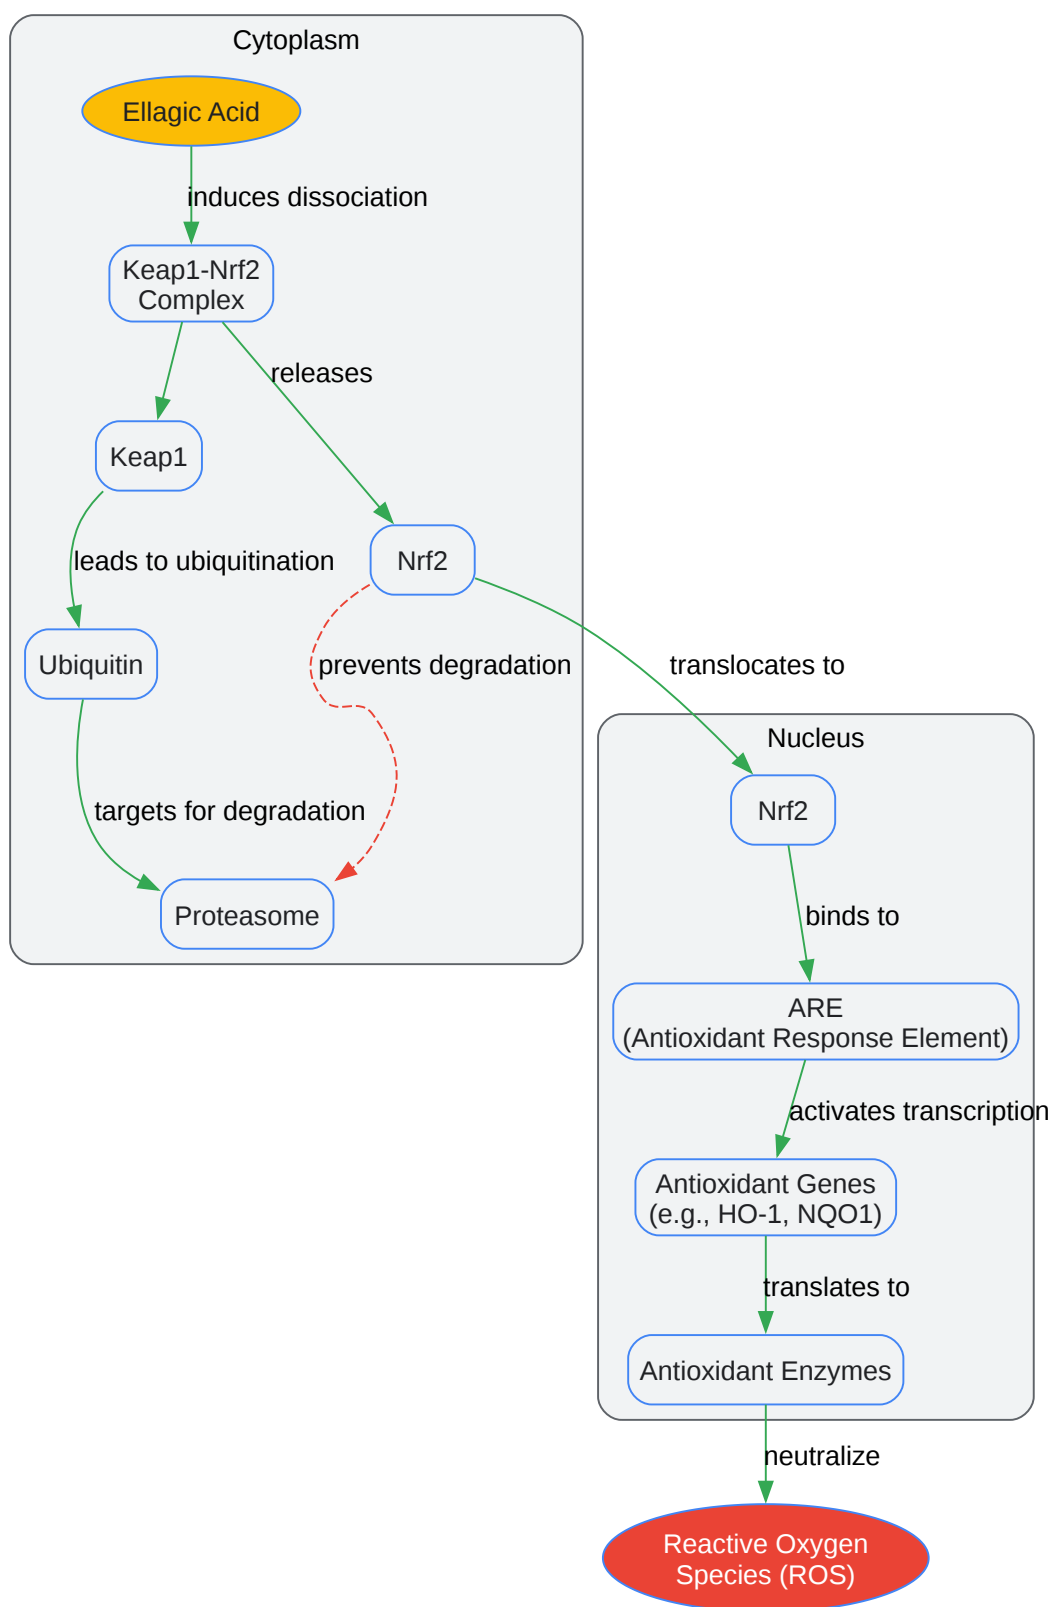 Cytoplasm
Ellagic Acid
induces dissociation
Keap1-Nrf2
Complex
releases
Keap1
leads to ubiquitination
Nrf2
Ubiquitin
prevents degradation
translocates to
targets for degradation
Proteasome
Nucleus
Nrf2
binds to
ARE
(Antioxidant Response Element)
activates transcription
Antioxidant Genes
(e.g., HO-1, NQO1)
translates to
Antioxidant Enzymes
neutralize
Reactive Oxygen
Species (ROS)